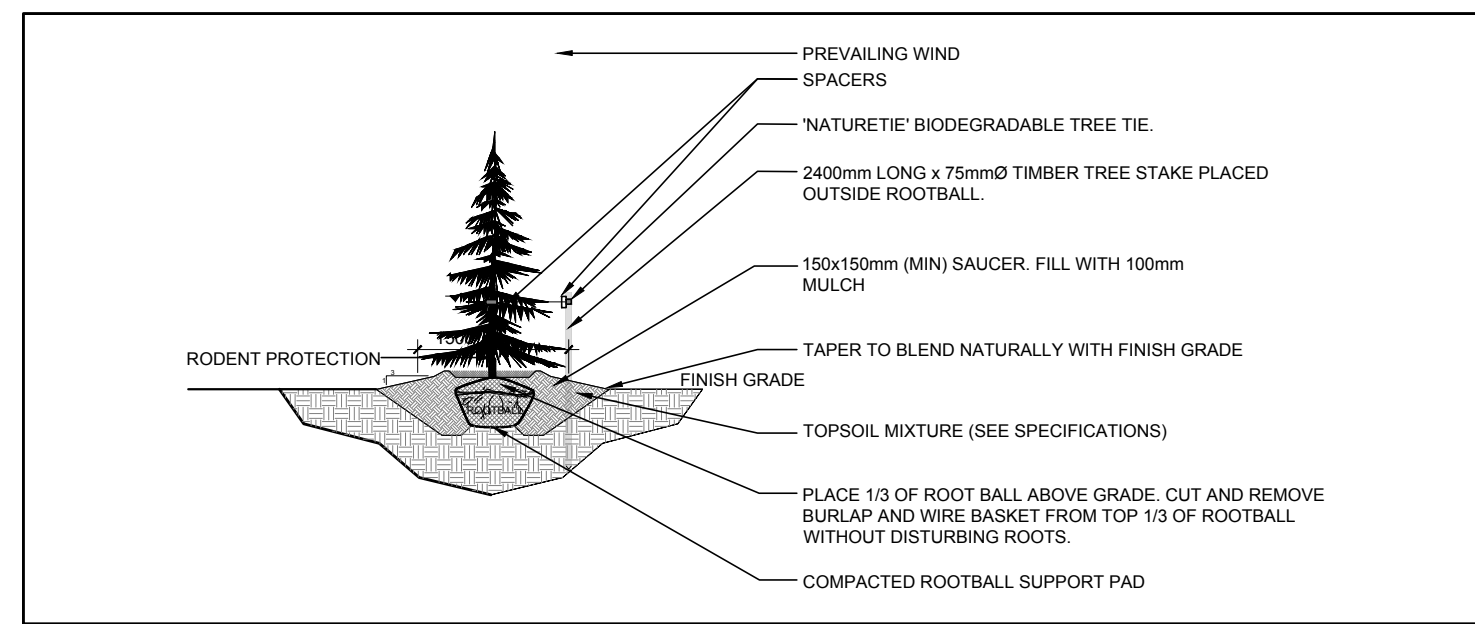 PREVAILING WIND
SPACERS
'NATURETIE' BIODEGRADABLE TREE TIE.
2400mm LONG x 75mmØ TIMBER TREE STAKE PLACED
OUTSIDE ROOTBALL.
150x150mm (MIN) SAUCER. FILL WITH 100mm
MULCH
RODENT PROTECTION
TAPER TO BLEND NATURALLY WITH FINISH GRADE
3
1
FINISH GRADE
ROOTBALL
TOPSOIL MIXTURE (SEE SPECIFICATIONS)
PLACE 1/3 OF ROOT BALL ABOVE GRADE. CUT AND REMOVE
BURLAP AND WIRE BASKET FROM TOP 1/3 OF ROOTBALL
WITHOUT DISTURBING ROOTS.
COMPACTED ROOTBALL SUPPORT PAD